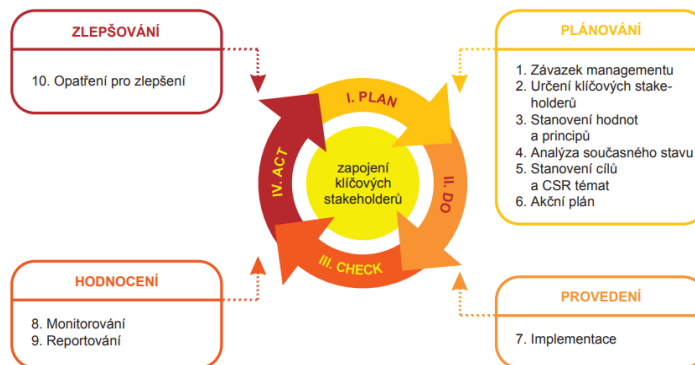 ZLEPŠOVÁNÍ
10. Opatření pro zlepšení
PLÁNOVÁNÍ
1. Závazek managementu
2. Určení klíčových stake-
holderů
3. Stanovení hodnot
a principů
4. Analýza současného stavu
5. Stanovení cílů
a CSR témat
6. Akční plán
I. PLAN
II. DO
III. CHECK
IV. ACT
zapojení
klíčových
stakeholderů
HODNOCENÍ
8. Monitorování
9. Reportování
PROVEDENÍ
7. Implementace